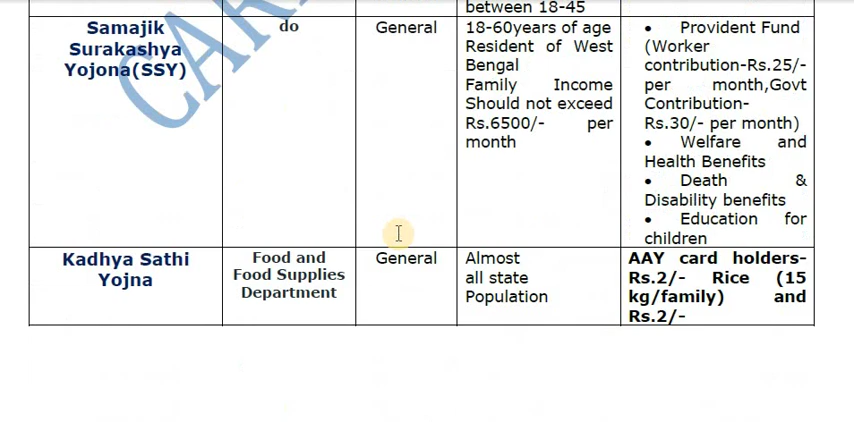 between 18-45
Samajik
Surakashya
Yojona(SSY)
do
General
18-60years of age
Resident of West
Bengal
Family Income
Should not exceed
Rs.6500/- per
month
• Provident Fund
(Worker
contribution-Rs.25/-
per month,Govt
Contribution-
Rs.30/- per month)
• Welfare and
Health Benefits
• Death &
Disability benefits
• Education for
children
Kadhya Sathi
Yojna
Food and
Food Supplies
Department
General
Almost
all state
Population
AAY card holders-
Rs.2/- Rice (15
kg/family) and
Rs.2/-
CAR